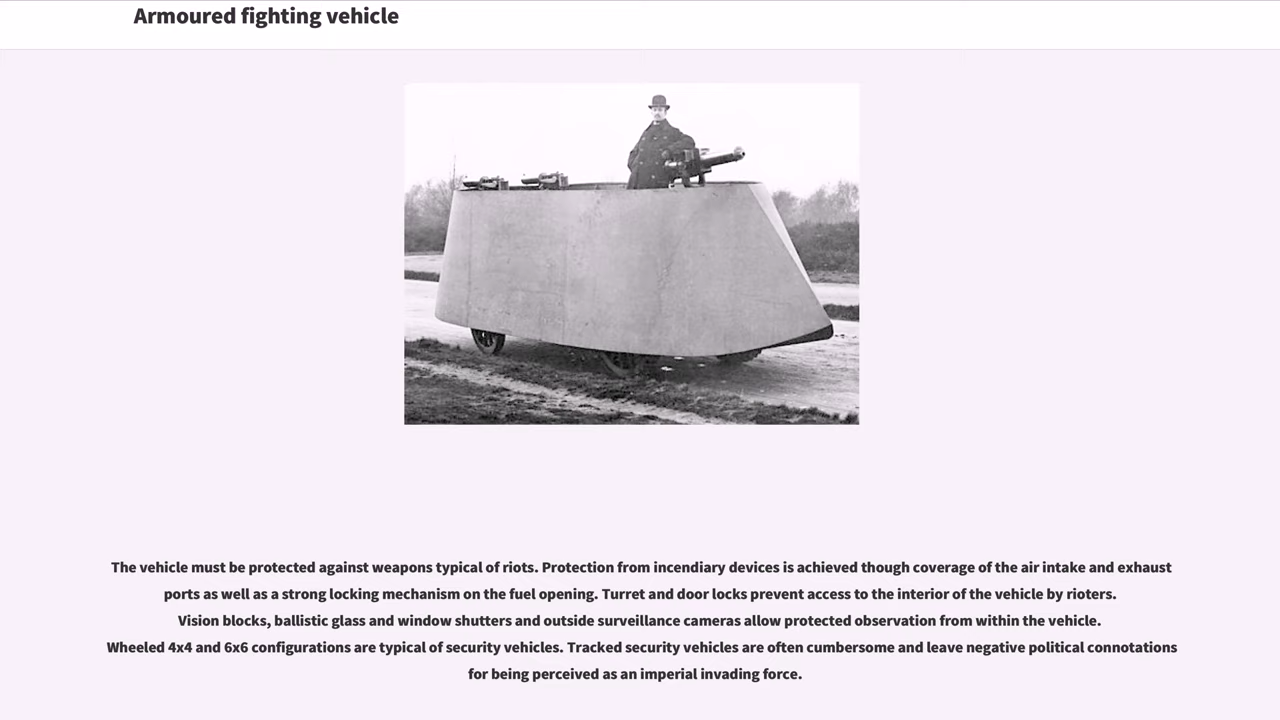 Armoured fighting vehicle
The vehicle must be protected against weapons typical of riots. Protection from incendiary devices is achieved though coverage of the air intake and exhaust
ports as well as a strong locking mechanism on the fuel opening. Turret and door locks prevent access to the interior of the vehicle by rioters.
Vision blocks, ballistic glass and window shutters and outside surveillance cameras allow protected observation from within the vehicle.
Wheeled 4x4 and 6x6 configurations are typical of security vehicles. Tracked security vehicles are often cumbersome and leave negative political connotations
for being perceived as an imperial invading force.